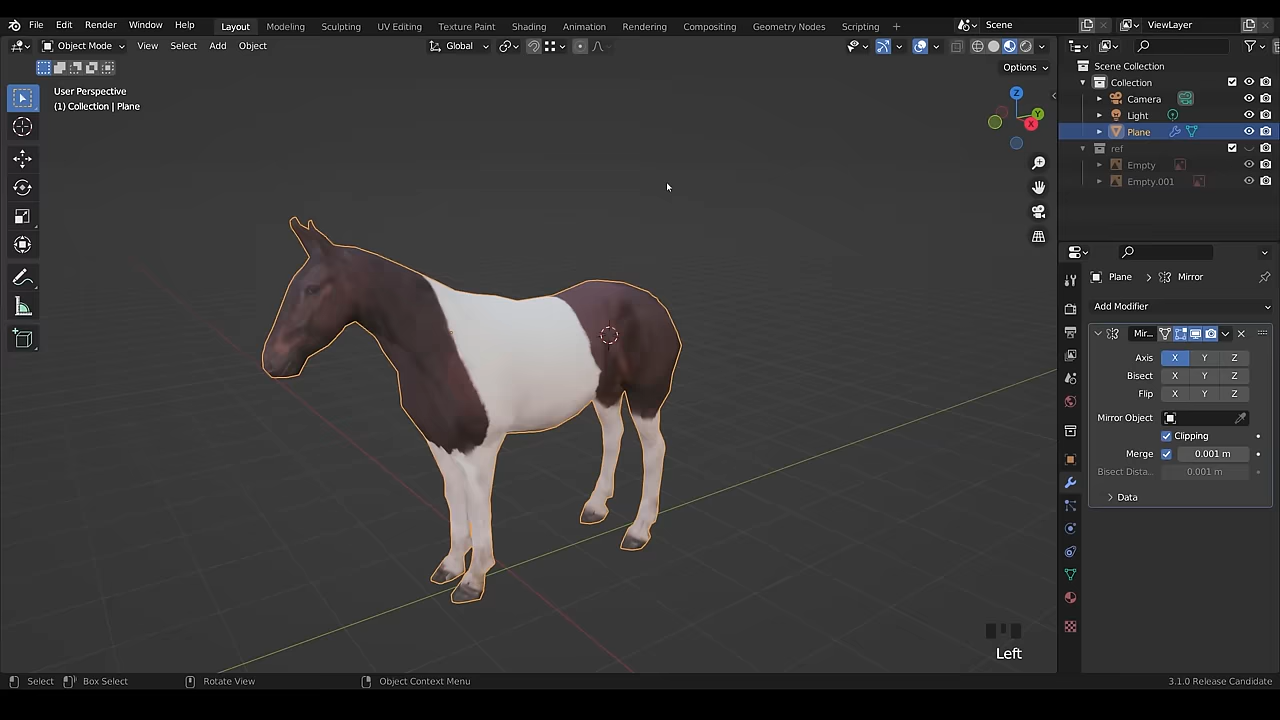 File Edit Render Window Help Layout Modeling Sculpting UV Editing Texture Paint Shading Animation Rendering Compositing Geometry Nodes Scripting + Scene ViewLayer
Object Mode View Select Add Object Global
Options
User Perspective
(1) Collection | Plane
Z
Y
X
Scene Collection
Collection
Camera
Light
Plane
ref
Empty
Empty.001
Plane Mirror
Add Modifier
Mir...
Axis X Y Z
Bisect X Y Z
Flip X Y Z
Mirror Object
Clipping
Merge 0.001 m
Bisect Dista... 0.001 m
Data
Left
Select Box Select Rotate View Object Context Menu 3.1.0 Release Candidate